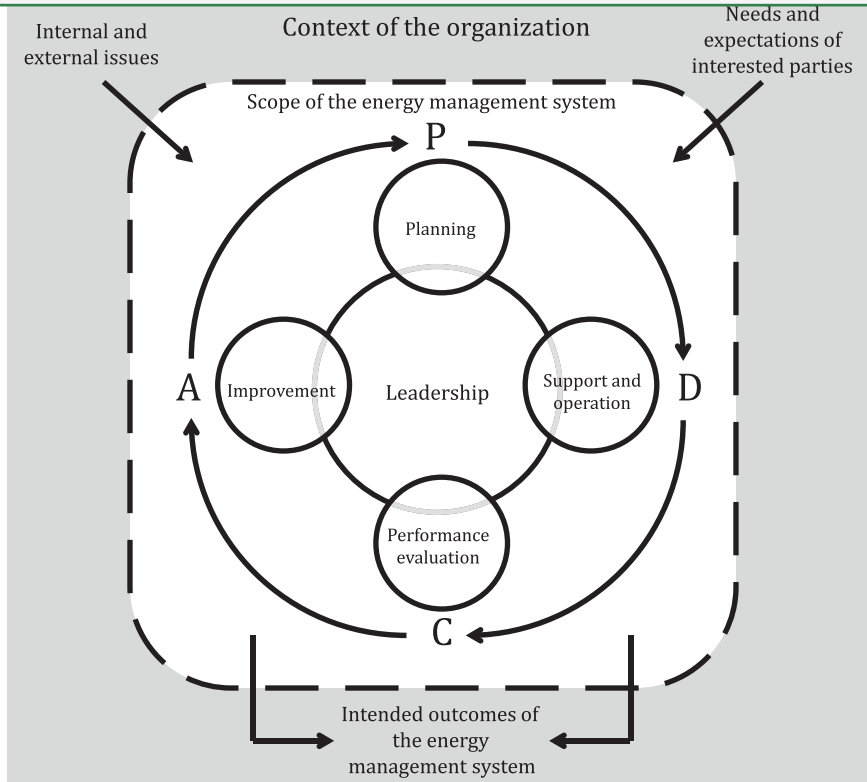 Context of the organization
Internal and
external issues
Needs and
expectations of
interested parties
Scope of the energy management system
P
Planning
A
Improvement
Leadership
Support and
operation
D
Performance
evaluation
C
Intended outcomes of
the energy
management system